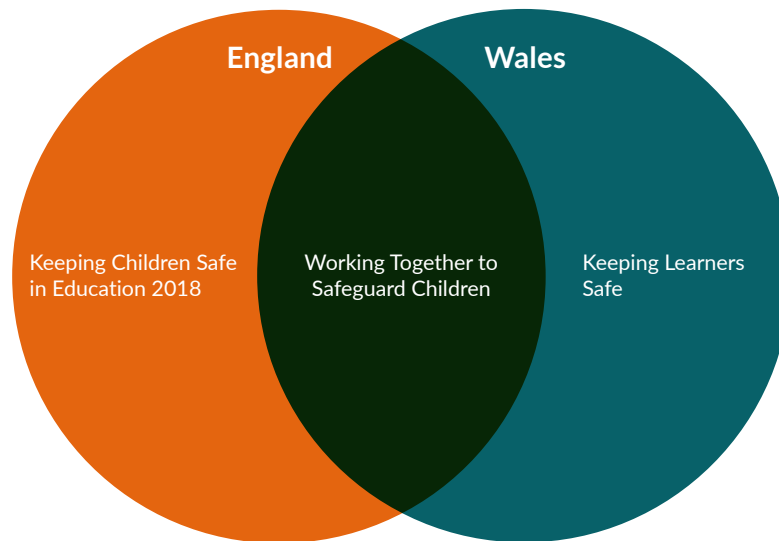 England
Wales
Keeping Children Safe
in Education 2018
Working Together to
Safeguard Children
Keeping Learners
Safe